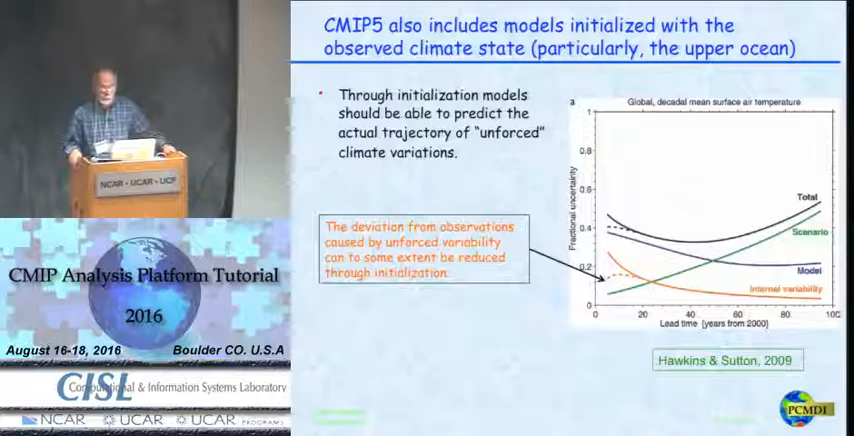 CMIP5 also includes models initialized with the
observed climate state (particularly, the upper ocean)
• Through initialization models
should be able to predict the
actual trajectory of “unforced”
climate variations.
The deviation from observations
caused by unforced variability
can to some extent be reduced
through initialization.
a
Global, decadal mean surface air temperature
Fractional uncertainty
1
0.8
0.6
0.4
0.2
0
Total
Scenario
Model
Internal variability
0 20 40 60 80 100
Lead time [years from 2000]
Hawkins & Sutton, 2009
PCMDI
NCAR • UCAR • UCP
CMIP Analysis Platform Tutorial
2016
August 16-18, 2016 Boulder CO. U.S.A
CISL Computational & Information Systems Laboratory
NCAR UCAR UCAR PROGRAMS